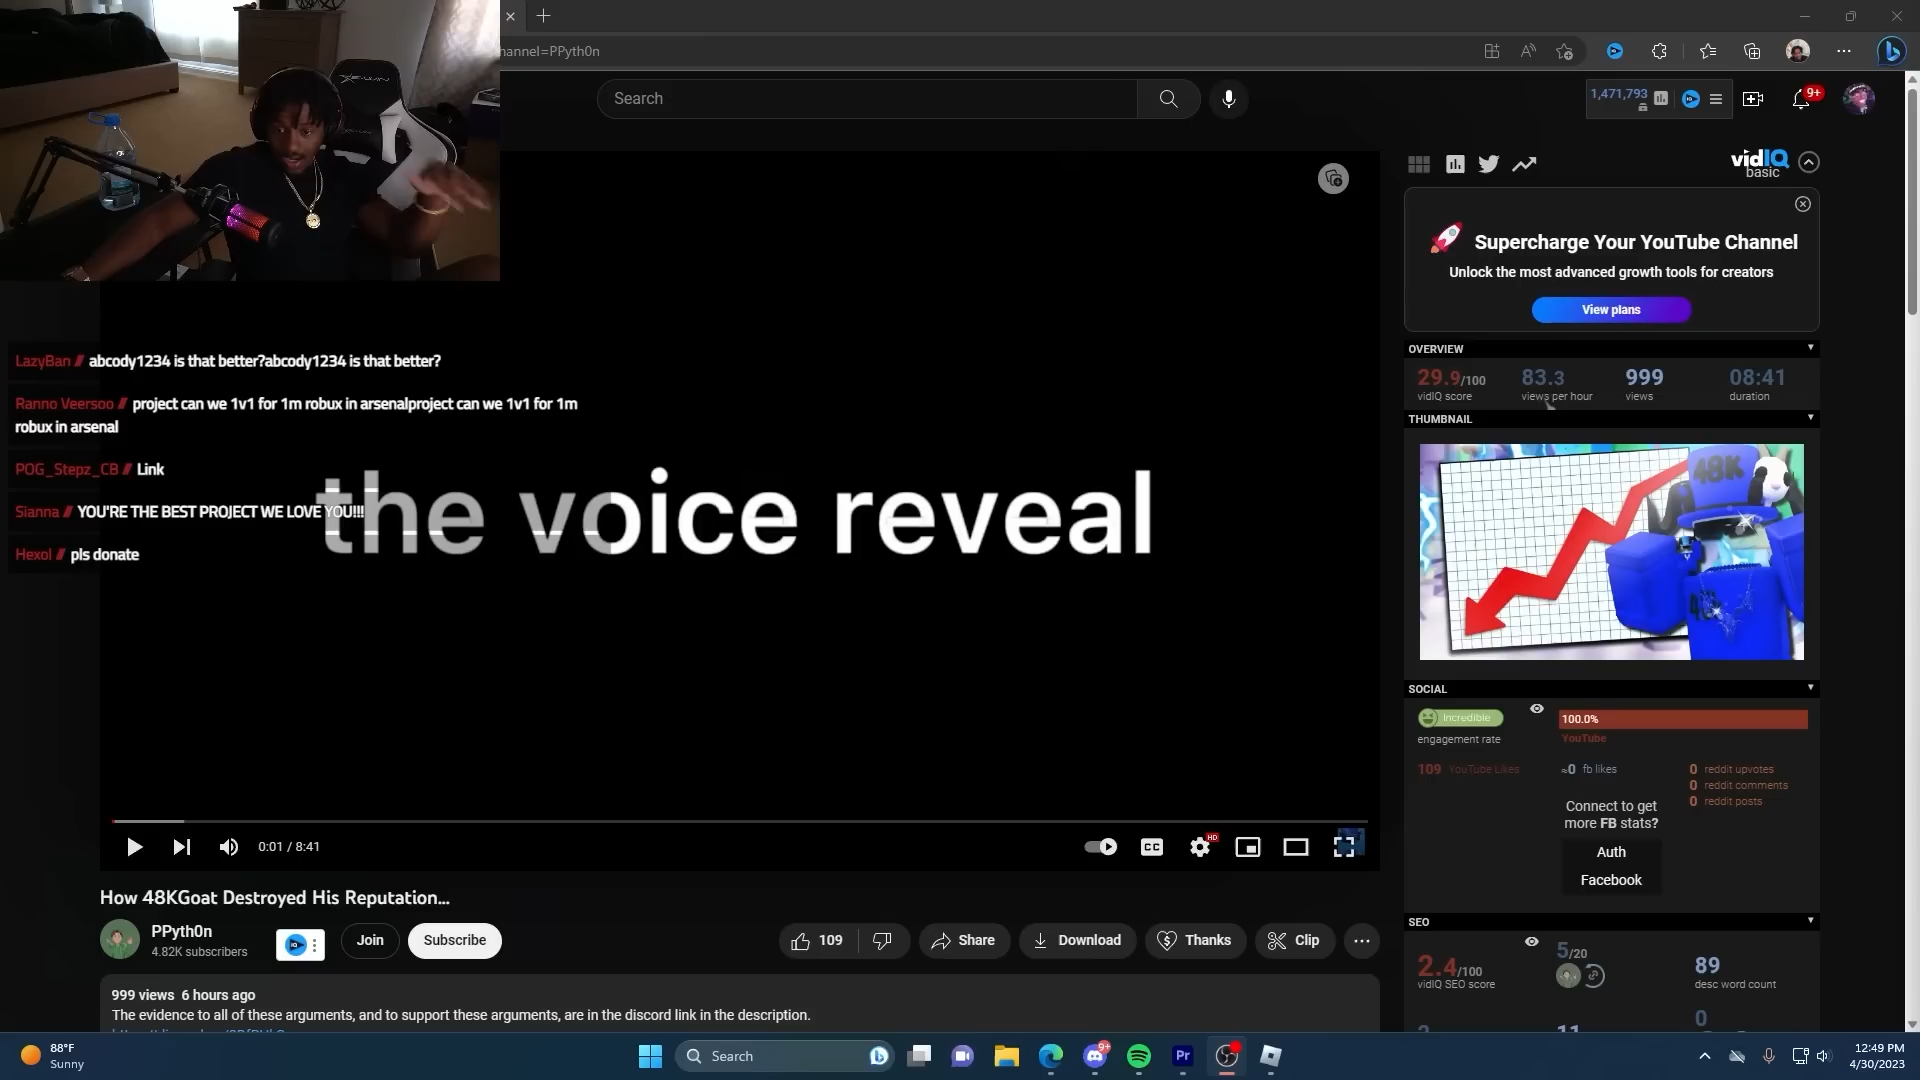 hannel=PPyth0n
Search
1,471,793
9+
vidIQ
basic
Supercharge Your YouTube Channel
Unlock the most advanced growth tools for creators
View plans
LazyBan // abcody1234 is that better?abcody1234 is that better?
Ranno Veersoo // project can we 1v1 for 1m robux in arsenalproject can we 1v1 for 1m
robux in arsenal
POG_Stepz_CB // Link
Sianna // YOU'RE THE BEST PROJECT WE LOVE YOU!!!
Hexol // pls donate
the voice reveal
OVERVIEW
29.9/100 83.3 999 08:41
vidIQ score views per hour views duration
THUMBNAIL
48K
SOCIAL
Incredible 100.0%
engagement rate YouTube
109 YouTube Likes ≈0 fb likes 0 reddit upvotes
0 reddit comments
0 reddit posts
Connect to get
more FB stats?
Auth
Facebook
0:01 / 8:41
CC
HD
How 48KGoat Destroyed His Reputation...
PPyth0n
4.82K subscribers
Join
Subscribe
109
Share
Download
Thanks
Clip
999 views 6 hours ago
The evidence to all of these arguments, and to support these arguments, are in the discord link in the description.
SEO
2.4/100 5/20 89
vidIQ SEO score desc word count
0
11
88°F
Sunny
Search
9+
Pr
12:49 PM
4/30/2023